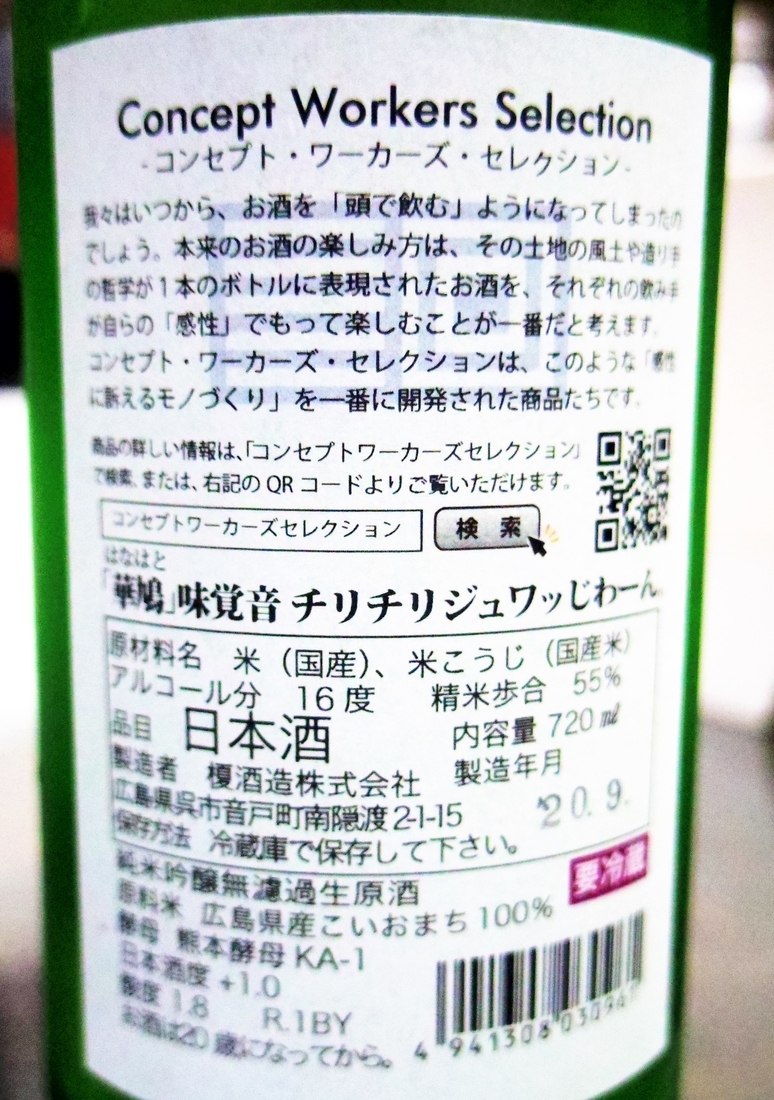 Concept Workers Selection
-コンセプト・ワーカーズ・セレクション-
我々はいつから、お酒を「頭で飲む」ようになってしまったの
でしょう。本来のお酒の楽しみ方は、その土地の風土や造り手
の哲学が1本のボトルに表現されたお酒を、それぞれの飲み手
が自らの「感性」でもって楽しむことが一番だと考えます。
コンセプト・ワーカーズ・セレクションは、このような「感性
に訴えるモノづくり」を一番に開発された商品たちです。
商品の詳しい情報は、「コンセプトワーカーズセレクション」
で検索、または、右記のQRコードよりご覧いただけます。
コンセプトワーカーズセレクション 検索
はなはと
「華鳩」味覚音 チリチリジュワッじわーん。
原材料名 米（国産）、米こうじ（国産米）
アルコール分 16度 精米歩合 55%
品目 日本酒 内容量 720㎖
製造者 榎酒造株式会社 製造年月
広島県呉市音戸町南隠渡2-1-15 20.9.
保存方法 冷蔵庫で保存して下さい。
要冷蔵
純米吟醸無濾過生原酒
原料米 広島県産こいおまち100%
酵母 熊本酵母KA-1
日本酒度 +1.0
酸度 1.8 R.1BY
お酒は20歳になってから。
4 941308 030941